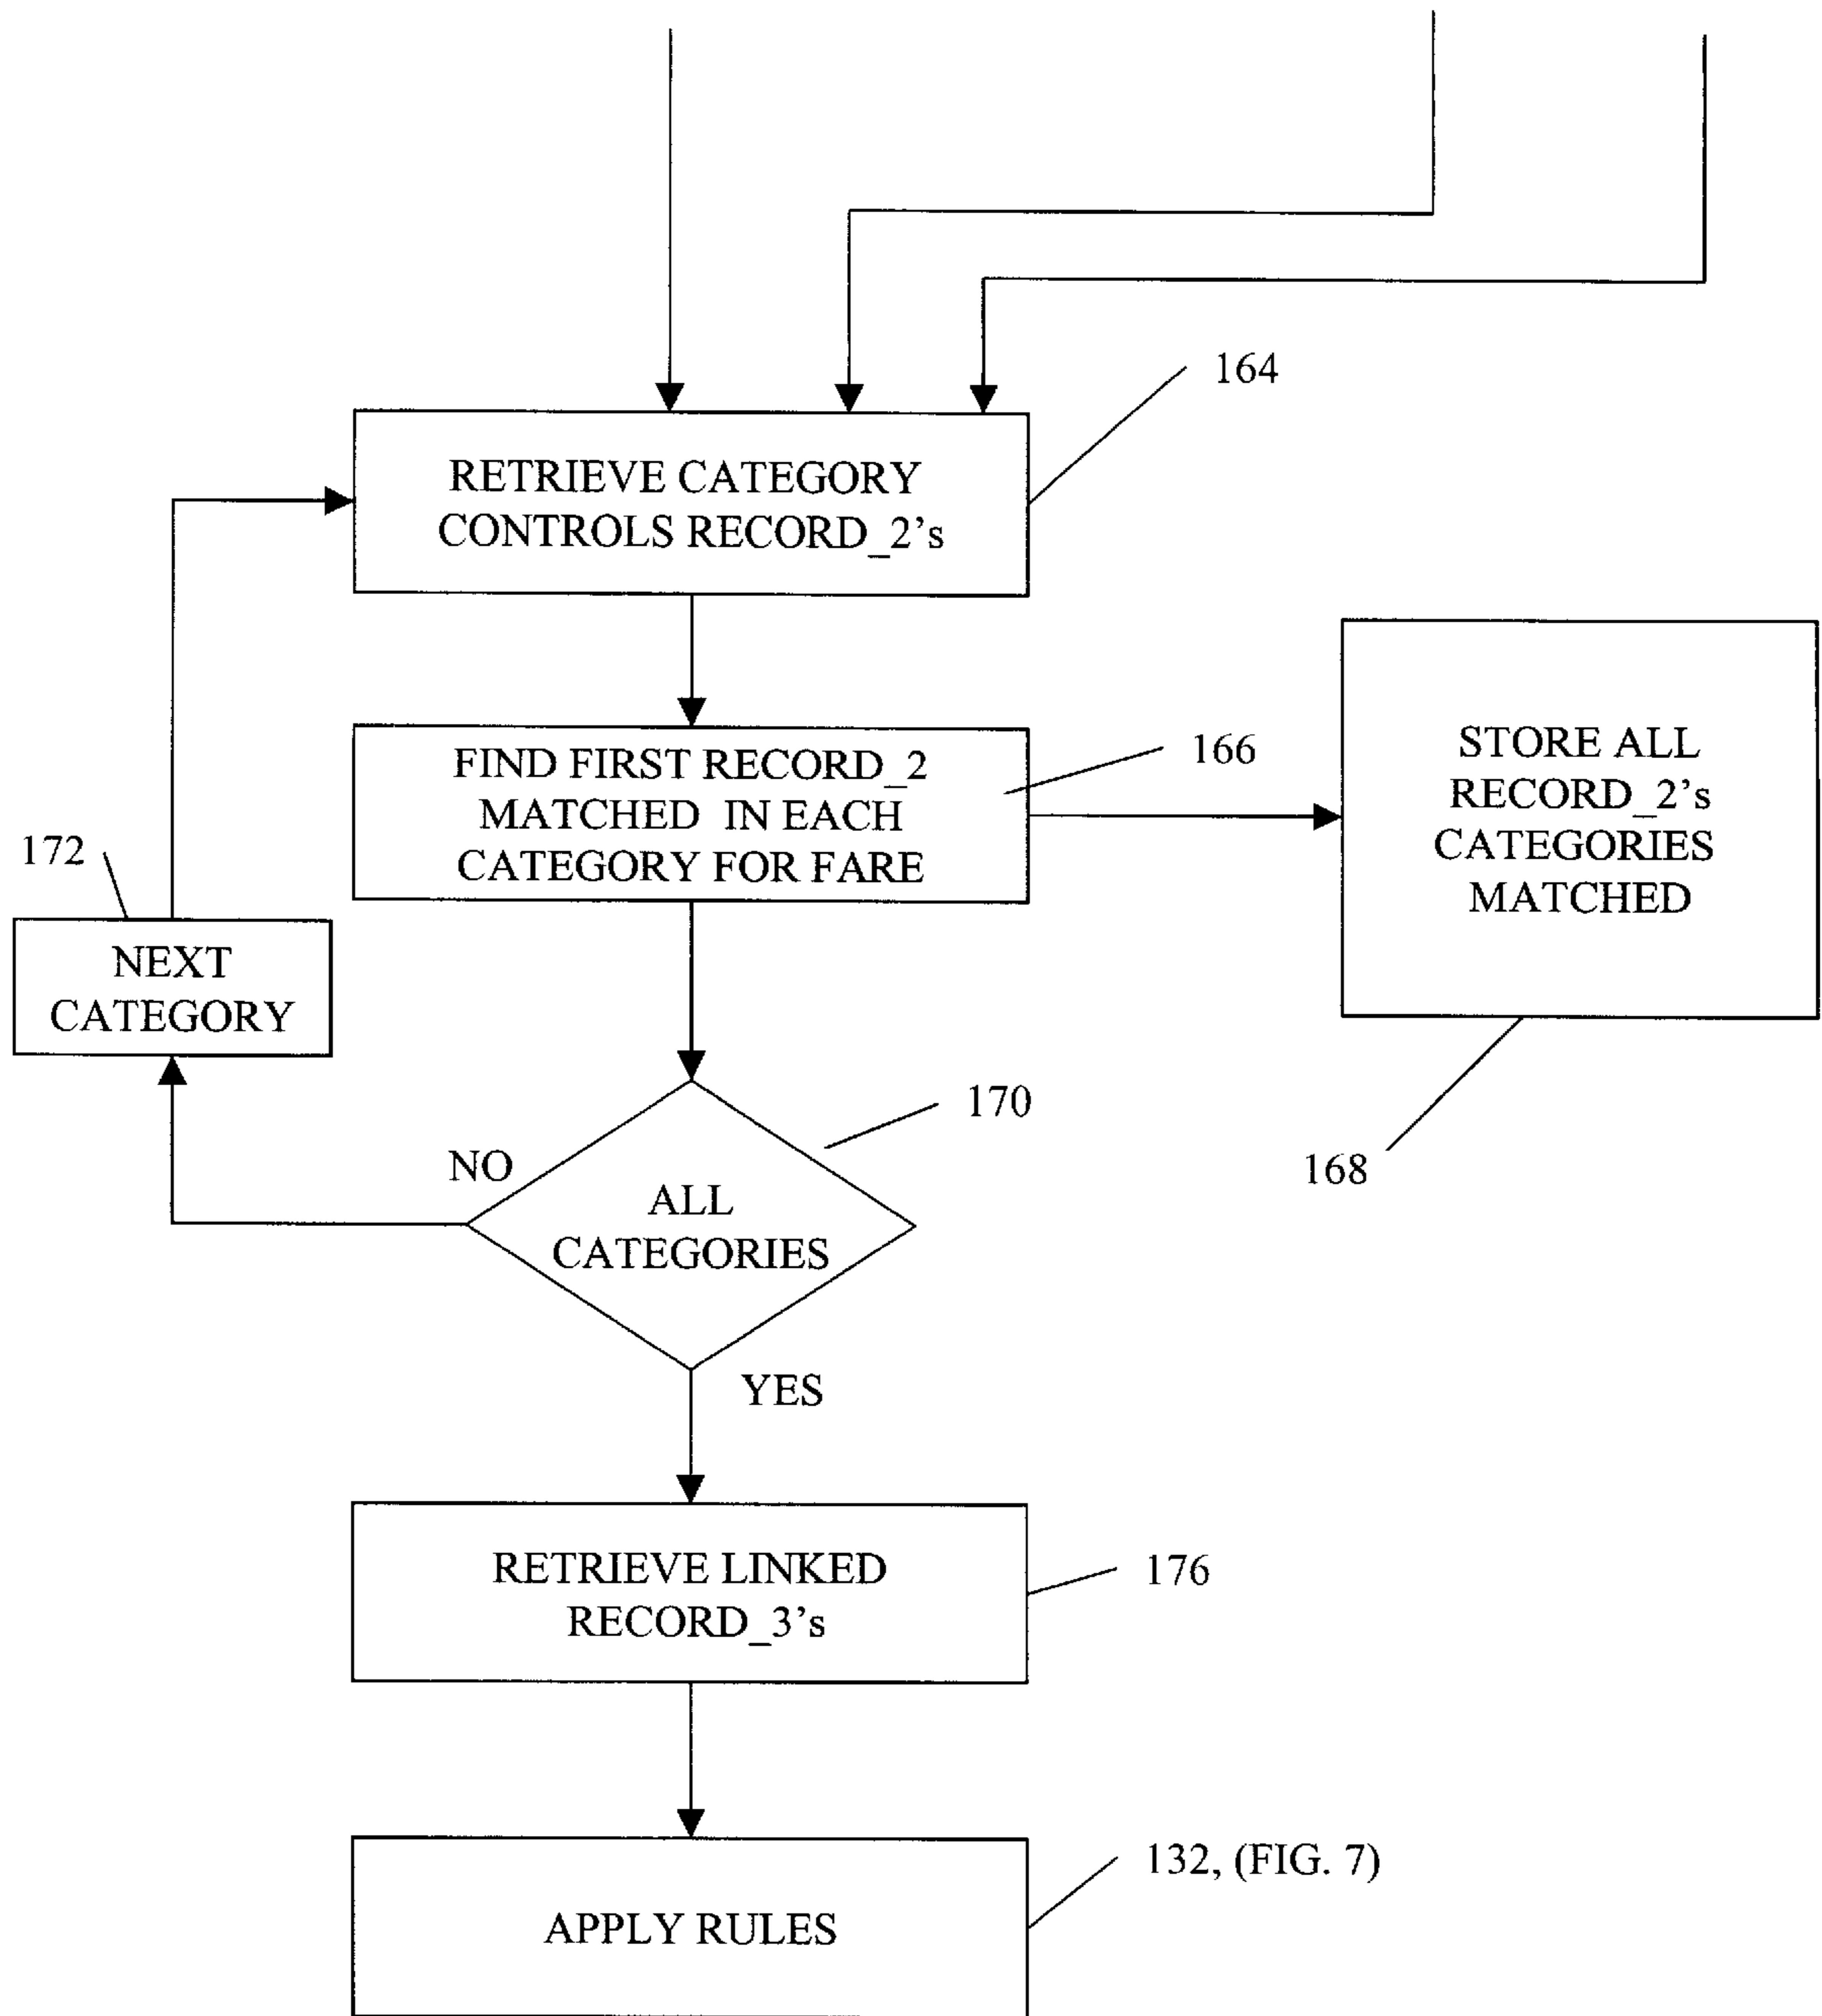 164
RETRIEVE CATEGORY
CONTROLS RECORD_2's
FIND FIRST RECORD_2
MATCHED IN EACH
CATEGORY FOR FARE
166
STORE ALL
RECORD_2's
CATEGORIES
MATCHED
168
172
NEXT
CATEGORY
170
NO
ALL
CATEGORIES
YES
RETRIEVE LINKED
RECORD_3's
176
132, (FIG. 7)
APPLY RULES